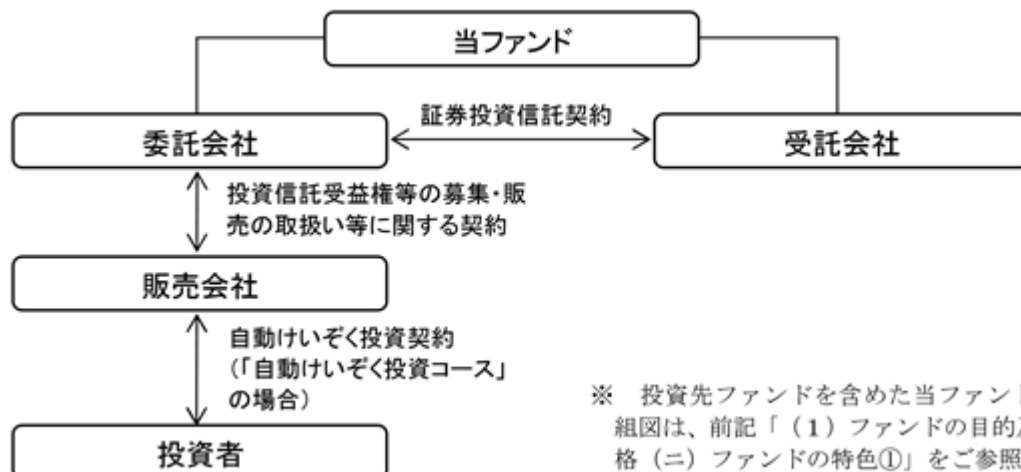 当ファンド
証券投資信託契約
委託会社
受託会社
投資信託受益権等の募集・販
売の取扱い等に関する契約
販売会社
自動けいぞく投資契約
(「自動けいぞく投資コース」
の場合)
投資者
※ 投資先ファンドを含めた当ファンド
組図は、前記「(1)ファンドの目的及
格(ニ)ファンドの特色①」をご参照